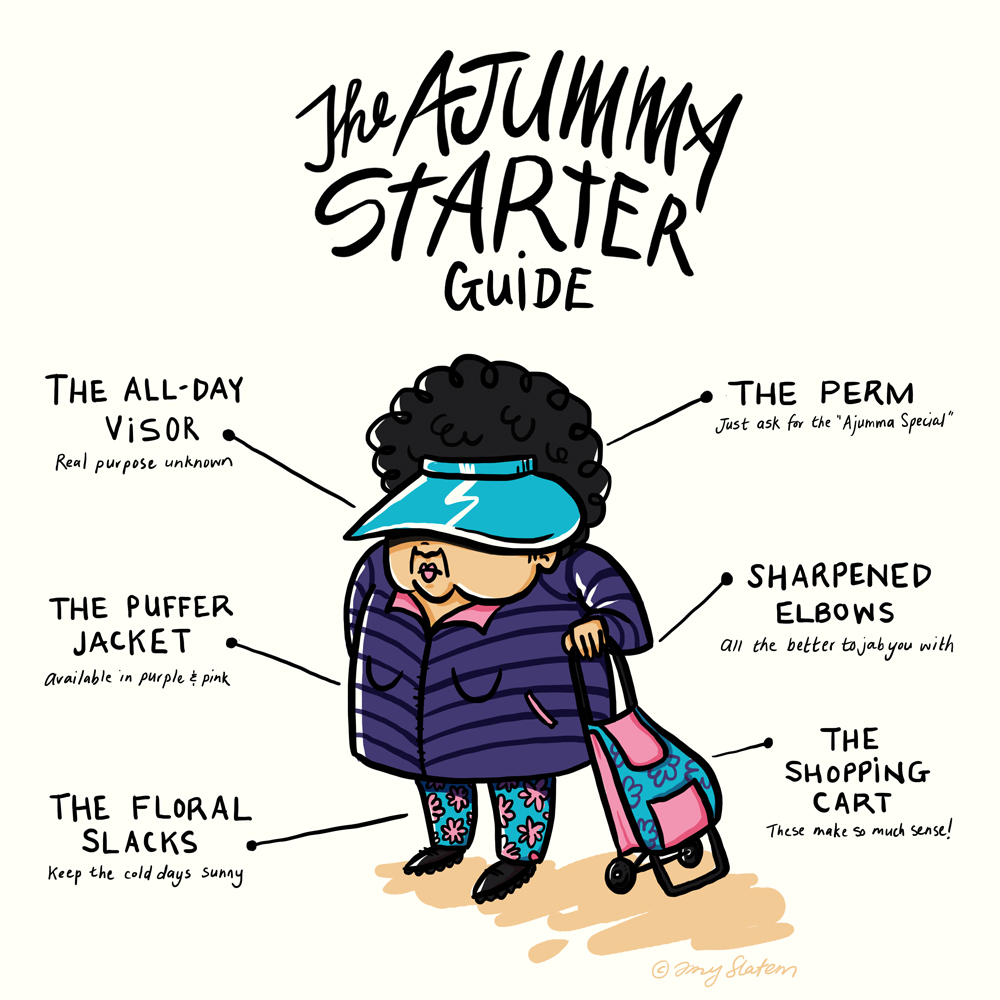 The AJUMMY
STARTER
GUIDE
THE ALL-DAY
VISOR
Real purpose unknown
THE PERM
Just ask for the "Ajumma Special"
THE PUFFER
JACKET
available in purple & pink
SHARPENED
ELBOWS
all the better to jab you with
THE FLORAL
SLACKS
Keep the cold days sunny
THE
SHOPPING
CART
These make so much sense!
© Amy